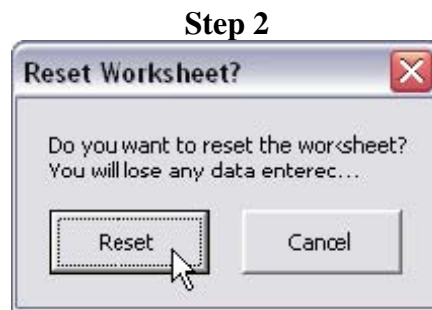 Step 2
Reset Worksheet?
Do you want to reset the worksheet?
You will lose any data entered...
Reset
Cancel